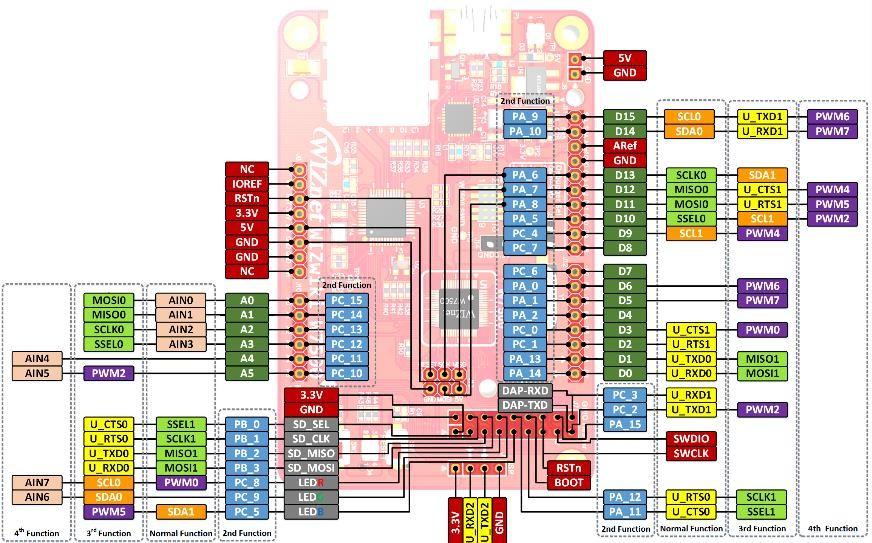 5V
GND
2nd Function
PA_9 D15 SCL0 U_TXD1 PWM6
PA_10 D14 SDA0 U_RXD1 PWM7
ARef
GND
PA_6 D13 SCLK0 SDA1
PA_7 D12 MISO0 U_CTS1 PWM4
PA_8 D11 MOSI0 U_RTS1 PWM5
PA_5 D10 SSEL0 SCL1 PWM2
PC_4 D9 SCL1 PWM4
PC_7 D8
PC_6 D7
PA_0 D6 PWM6
PA_1 D5 PWM7
PA_2 D4
PC_0 D3 U_CTS1 PWM0
PC_1 D2 U_RTS1
PA_13 D1 U_TXD0 MISO1
PA_14 D0 U_RXD0 MOSI1
NC
IOREF
RSTn
3.3V
5V
GND
GND
NC
WIZnet
2nd Function
MOSI0 AIN0 A0 PC_15
MISO0 AIN1 A1 PC_14
SCLK0 AIN2 A2 PC_13
SSEL0 AIN3 A3 PC_12
AIN4 A4 PC_11
AIN5 PWM2 A5 PC_10
DAP-RXD
DAP-TXD
3.3V
GND
U_CTS0 SSEL1 PB_0 SD_SEL
U_RTS0 SCLK1 PB_1 SD_CLK
U_TXD0 MISO1 PB_2 SD_MISO
U_RXD0 MOSI1 PB_3 SD_MOSI
AIN7 SCL0 PWM0 PC_8 LEDR
AIN6 SDA0 PC_9 LEDG
PWM5 SDA1 PC_5 LEDB
4th Function 3rd Function Normal Function 2nd Function
PC_3 U_RXD1
PC_2 U_TXD1 PWM2
PA_15
SWDIO
SWCLK
RSTn
BOOT
PA_12 U_RTS0 SCLK1
PA_11 U_CTS0 SSEL1
2nd Function Normal Function 3rd Function 4th Function
3.3V
U_RXD2
U_TXD2
GND